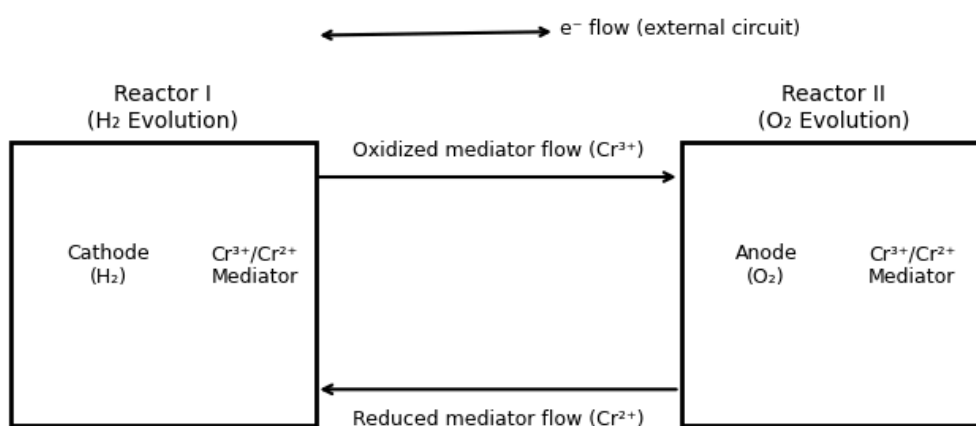 e⁻ flow (external circuit)
Reactor I
(H₂ Evolution)
Reactor II
(O₂ Evolution)
Oxidized mediator flow (Cr³⁺)
Cathode
(H₂)
Cr³⁺/Cr²⁺
Mediator
Anode
(O₂)
Cr³⁺/Cr²⁺
Mediator
Reduced mediator flow (Cr²⁺)